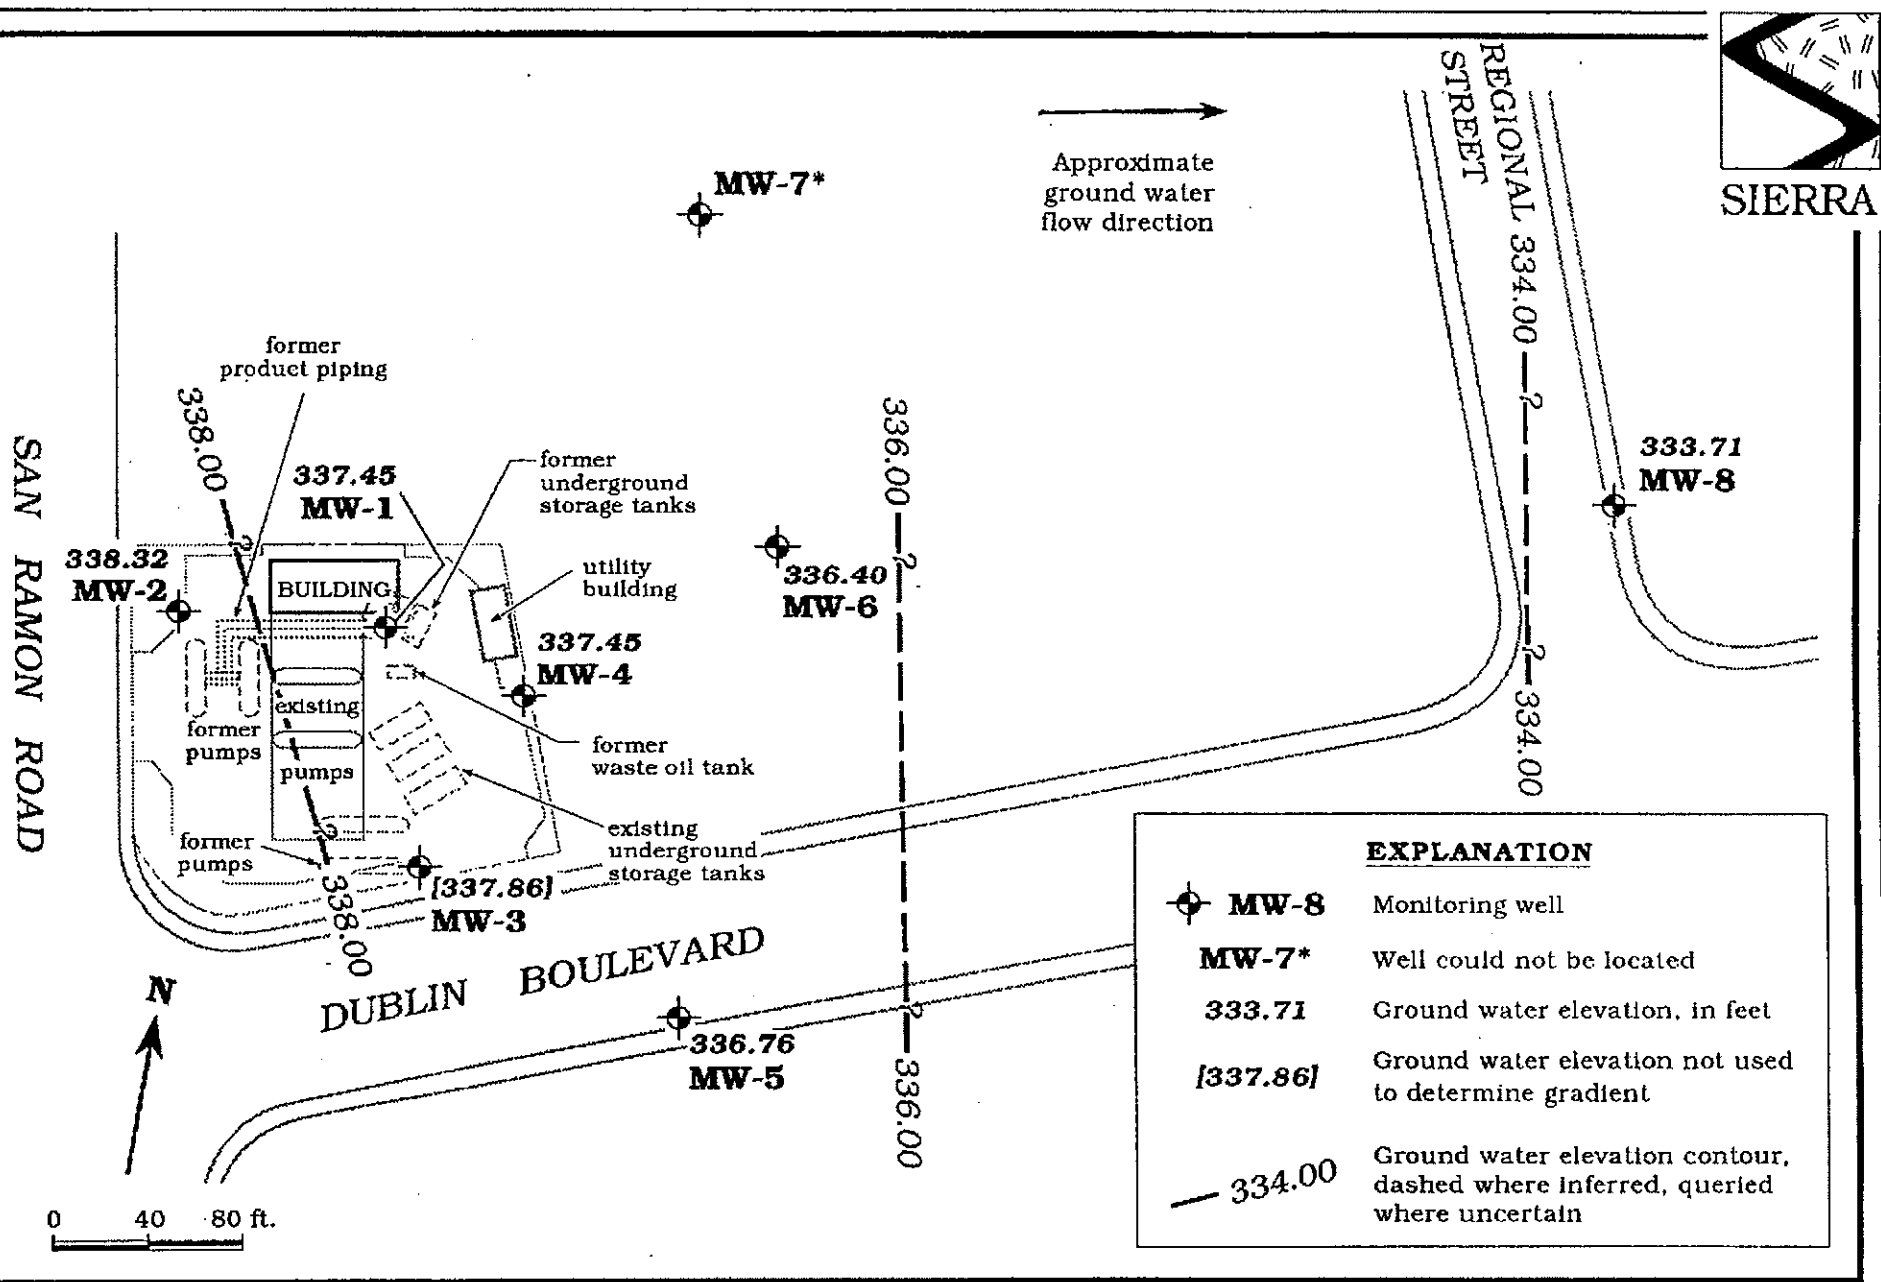 REGIONAL 334.00
STREET
SIERRA
Approximate
ground water
flow direction
MW-7*
former
product piping
338.00
337.45
MW-1
former
underground
storage tanks
336.00
?
333.71
MW-8
338.32
MW-2
?
BUILDING
utility
building
?
336.40
MW-6
337.45
MW-4
?
334.00
SAN RAMON ROAD
existing
former
pumps
pumps
former
waste oil tank
existing
underground
storage tanks
former
pumps
?
[337.86]
MW-3
338.00
DUBLIN BOULEVARD
N
?
336.76
MW-5
336.00
0 40 80 ft.
EXPLANATION
MW-8 Monitoring well
MW-7* Well could not be located
333.71 Ground water elevation, in feet
[337.86] Ground water elevation not used
to determine gradient
334.00 Ground water elevation contour,
dashed where inferred, queried
where uncertain